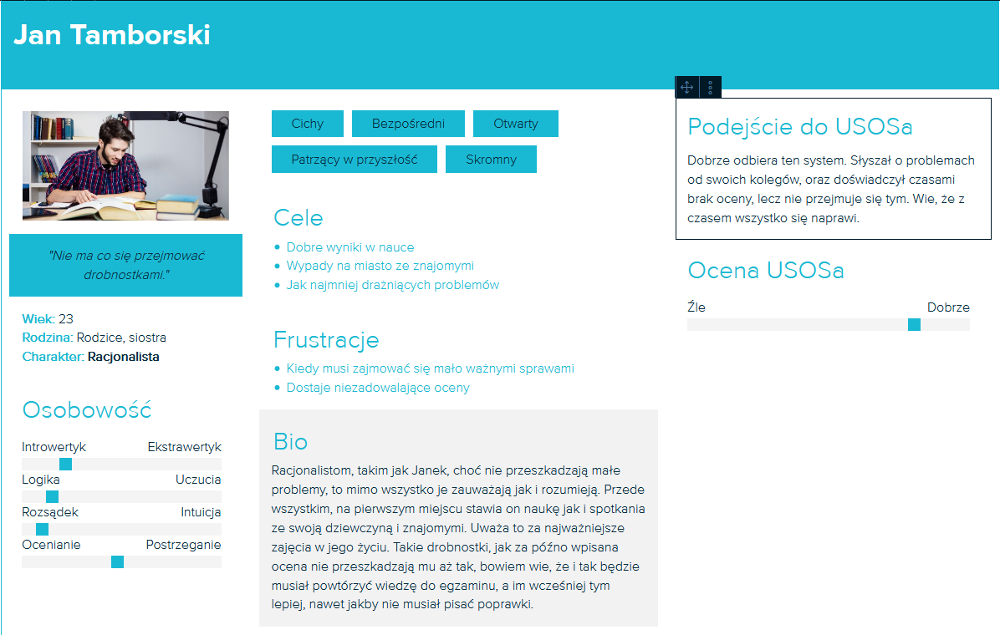 Jan Tamborski
"Nie ma co się przejmować
drobnostkami."
Wiek: 23
Rodzina: Rodzice, siostra
Charakter: Racjonalista
Osobowość
Introwertyk Ekstrawertyk
Logika Uczucia
Rozsądek Intuicja
Ocenianie Postrzeganie
Cichy Bezpośredni Otwarty
Patrzący w przyszłość Skromny
Cele
• Dobre wyniki w nauce
• Wypady na miasto ze znajomymi
• Jak najmniej drażniących problemów
Frustracje
• Kiedy musi zajmować się mało ważnymi sprawami
• Dostaje niezadowalające oceny
Bio
Racjonalistom, takim jak Janek, choć nie przeszkadzają małe
problemy, to mimo wszystko je zauważają jak i rozumieją. Przede
wszystkim, na pierwszym miejscu stawia on naukę jak i spotkania
ze swoją dziewczyną i znajomymi. Uważa to za najważniejsze
zajęcia w jego życiu. Takie drobnostki, jak za późno wpisana
ocena nie przeszkadzają mu aż tak, bowiem wie, że i tak będzie
musiał powtórzyć wiedzę do egzaminu, a im wcześniej tym
lepiej, nawet jakby nie musiał pisać poprawki.
Podejście do USOSa
Dobrze odbiera ten system. Słyszał o problemach
od swoich kolegów, oraz doświadczył czasami
brak oceny, lecz nie przejmuje się tym. Wie, że z
czasem wszystko się naprawi.
Ocena USOSa
Źle Dobrze